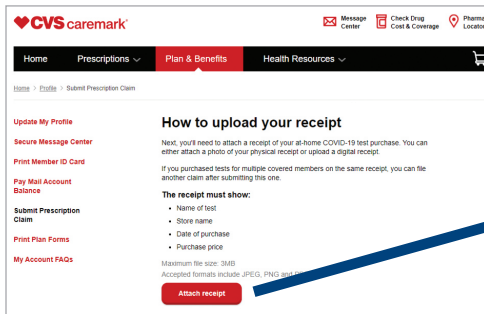 CVS caremark
Message
Center
Check Drug
Cost & Coverage
Pharma
Locator
Home
Prescriptions
Plan & Benefits
Health Resources
Home > Profile > Submit Prescription Claim
Update My Profile
Secure Message Center
Print Member ID Card
Pay Mail Account
Balance
Submit Prescription
Claim
Print Plan Forms
My Account FAQs
How to upload your receipt
Next, you'll need to attach a receipt of your at-home COVID-19 test purchase. You can
either attach a photo of your physical receipt or upload a digital receipt.
If you purchased tests for multiple covered members on the same receipt, you can file
another claim after submitting this one.
The receipt must show:
• Name of test
• Store name
• Date of purchase
• Purchase price
Maximum file size: 3MB
Accepted formats include JPEG, PNG and
Attach receipt